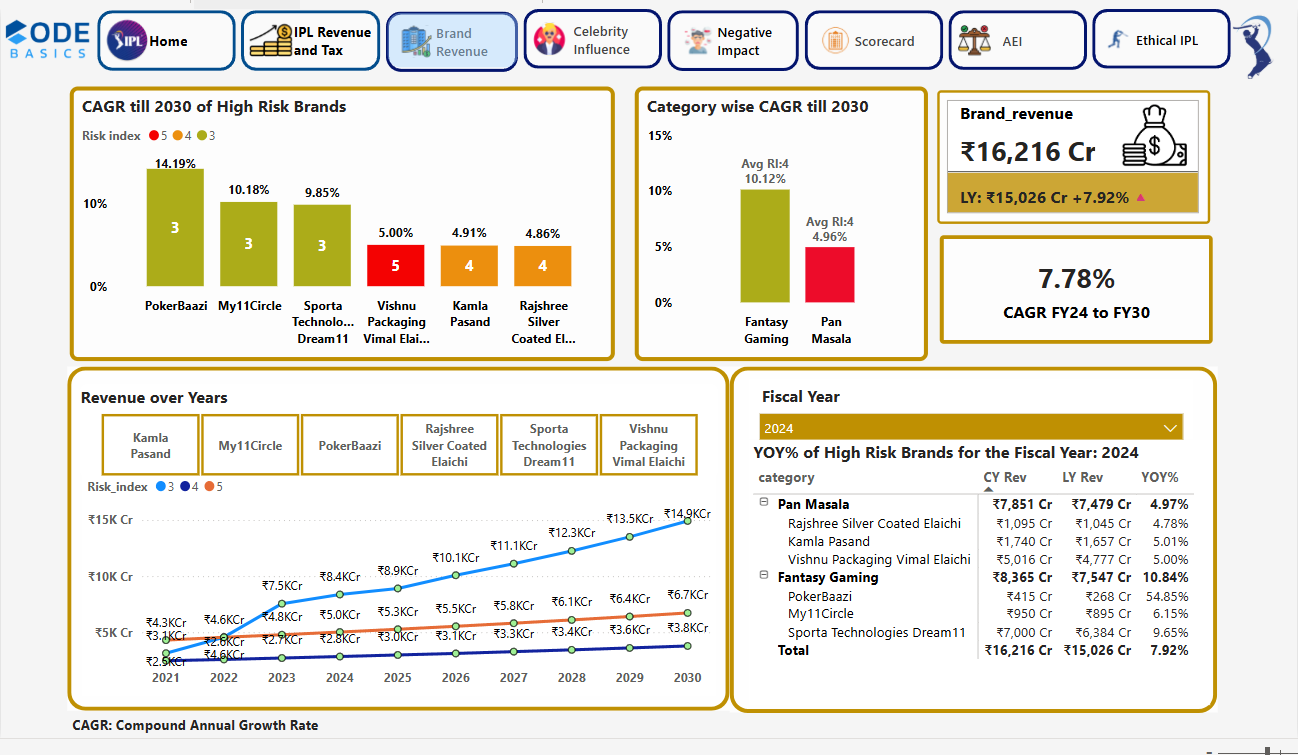 CODE
BASICS
IPL
Home
IPL Revenue
and Tax
Brand
Revenue
Celebrity
Influence
Negative
Impact
Scorecard
AEI
Ethical IPL
CAGR till 2030 of High Risk Brands
Risk index 5 4 3
14.19%
10.18%
9.85%
5.00%
4.91%
4.86%
10%
0%
3
3
3
5
4
4
PokerBaazi
My11Circle
Sporta
Technolo...
Dream11
Vishnu
Packaging
Vimal Elai...
Kamla
Pasand
Rajshree
Silver
Coated El...
Category wise CAGR till 2030
15%
10%
5%
0%
Avg RI:4
10.12%
Avg RI:4
4.96%
Fantasy
Gaming
Pan
Masala
Brand_revenue
₹16,216 Cr
LY: ₹15,026 Cr +7.92%
7.78%
CAGR FY24 to FY30
Revenue over Years
Kamla
Pasand
My11Circle
PokerBaazi
Rajshree
Silver Coated
Elaichi
Sporta
Technologies
Dream11
Vishnu
Packaging
Vimal Elaichi
Risk_index 3 4 5
₹15K Cr
₹10K Cr
₹5K Cr
₹3.1KCr
₹4.6KCr
₹7.5KCr
₹8.4KCr
₹8.9KCr
₹10.1KCr
₹11.1KCr
₹12.3KCr
₹13.5KCr
₹14.9KCr
₹4.3KCr
₹4.6KCr
₹4.8KCr
₹5.0KCr
₹5.3KCr
₹5.5KCr
₹5.8KCr
₹6.1KCr
₹6.4KCr
₹6.7KCr
₹2.7KCr
₹2.8KCr
₹3.0KCr
₹3.1KCr
₹3.3KCr
₹3.4KCr
₹3.6KCr
₹3.8KCr
2021 2022 2023 2024 2025 2026 2027 2028 2029 2030
Fiscal Year
2024
YOY% of High Risk Brands for the Fiscal Year: 2024
category CY Rev LY Rev YOY%
Pan Masala ₹7,851 Cr ₹7,479 Cr 4.97%
Rajshree Silver Coated Elaichi ₹1,095 Cr ₹1,045 Cr 4.78%
Kamla Pasand ₹1,740 Cr ₹1,657 Cr 5.01%
Vishnu Packaging Vimal Elaichi ₹5,016 Cr ₹4,777 Cr 5.00%
Fantasy Gaming ₹8,365 Cr ₹7,547 Cr 10.84%
PokerBaazi ₹415 Cr ₹268 Cr 54.85%
My11Circle ₹950 Cr ₹895 Cr 6.15%
Sporta Technologies Dream11 ₹7,000 Cr ₹6,384 Cr 9.65%
Total ₹16,216 Cr ₹15,026 Cr 7.92%
CAGR: Compound Annual Growth Rate